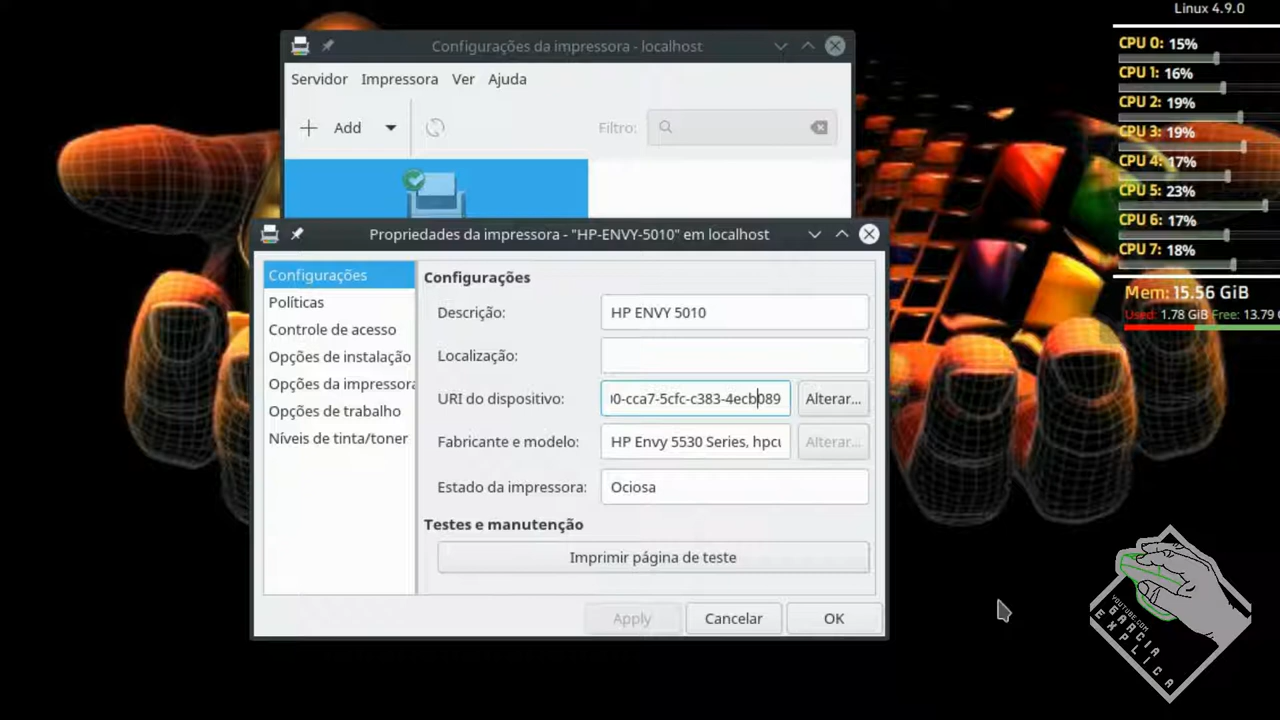 Linux 4.9.0
CPU 0: 15%
CPU 1: 16%
CPU 2: 19%
CPU 3: 19%
CPU 4: 17%
CPU 5: 23%
CPU 6: 17%
CPU 7: 18%
Mem: 15.56 GiB
Used: 1.78 GiB Free: 13.79
Configurações da impressora - localhost
Servidor Impressora Ver Ajuda
Add Filtro:
Propriedades da impressora - "HP-ENVY-5010" em localhost
Configurações
Políticas
Controle de acesso
Opções de instalação
Opções da impressora
Opções de trabalho
Níveis de tinta/toner
Configurações
Descrição: HP ENVY 5010
Localização:
URI do dispositivo: 0-cca7-5cfc-c383-4ecb089 Alterar...
Fabricante e modelo: HP Envy 5530 Series, hpcu Alterar...
Estado da impressora: Ociosa
Testes e manutenção
Imprimir página de teste
Apply Cancelar OK
YOUTUBE.COM
GARCIA
EXPLICA